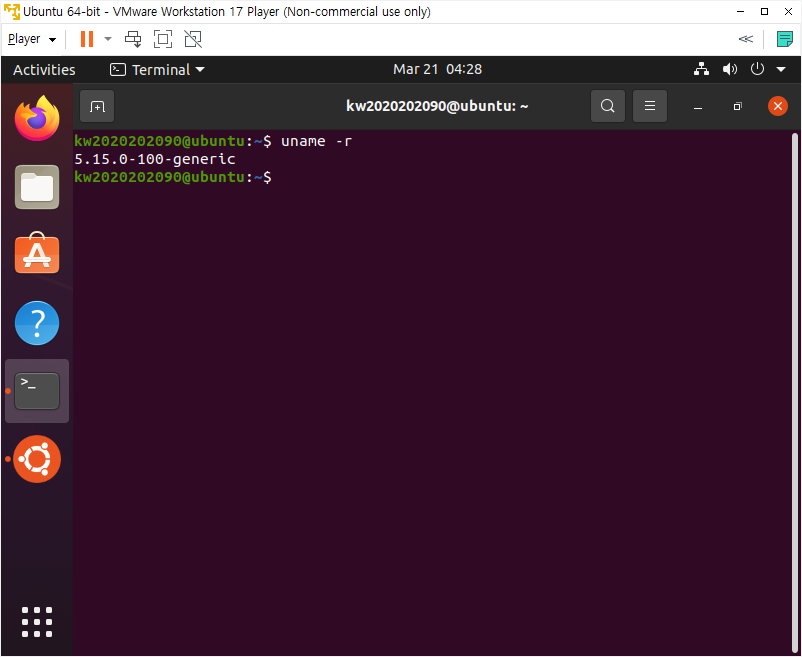 Ubuntu 64-bit - VMware Workstation 17 Player (Non-commercial use only)
Player
Activities Terminal Mar 21 04:28
kw2020202090@ubuntu: ~
kw2020202090@ubuntu:~$ uname -r
5.15.0-100-generic
kw2020202090@ubuntu:~$